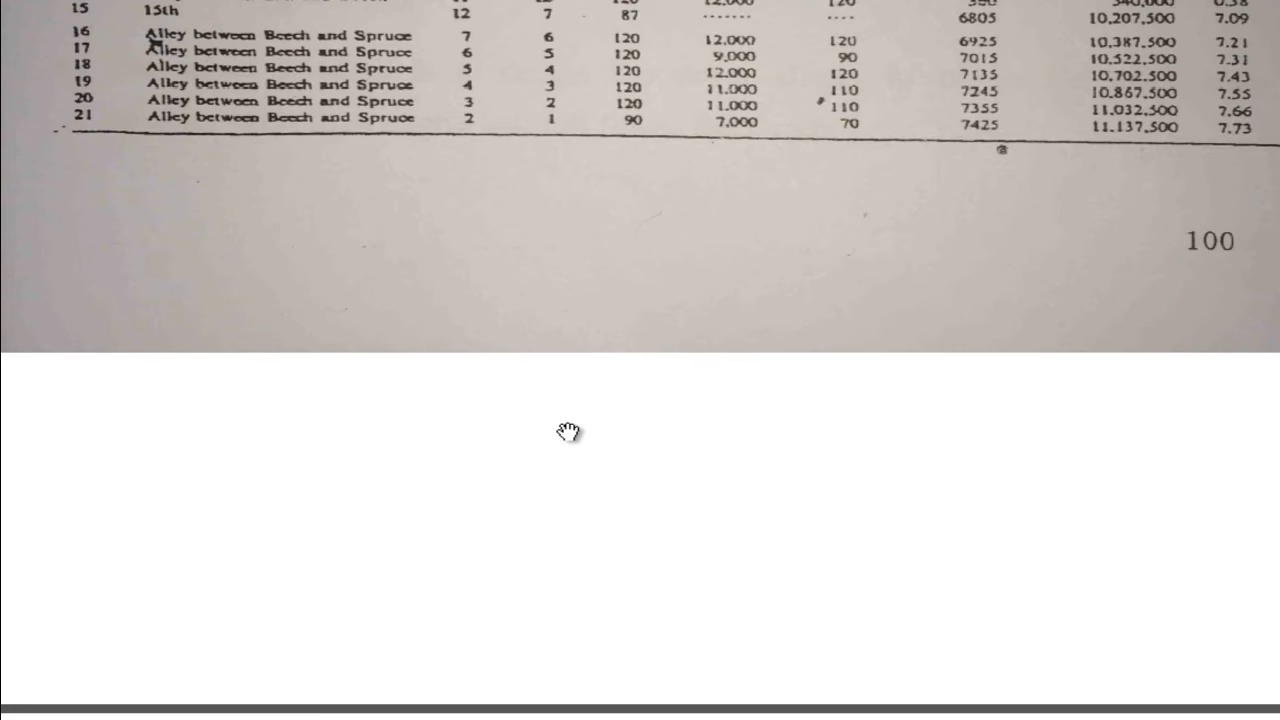 15 15th 12 7 87 ....... .... 6805 10,207,500 7.09
16 Alley between Beech and Spruce 7 6 120 12,000 120 6925 10,387,500 7.21
17 Alley between Beech and Spruce 6 5 120 9,000 90 7015 10,522,500 7.31
18 Alley between Beech and Spruce 5 4 120 12,000 120 7135 10,702,500 7.43
19 Alley between Beech and Spruce 4 3 120 11,000 110 7245 10,867,500 7.55
20 Alley between Beech and Spruce 3 2 120 11,000 110 7355 11,032,500 7.66
21 Alley between Beech and Spruce 2 1 90 7,000 70 7425 11,137,500 7.73
100